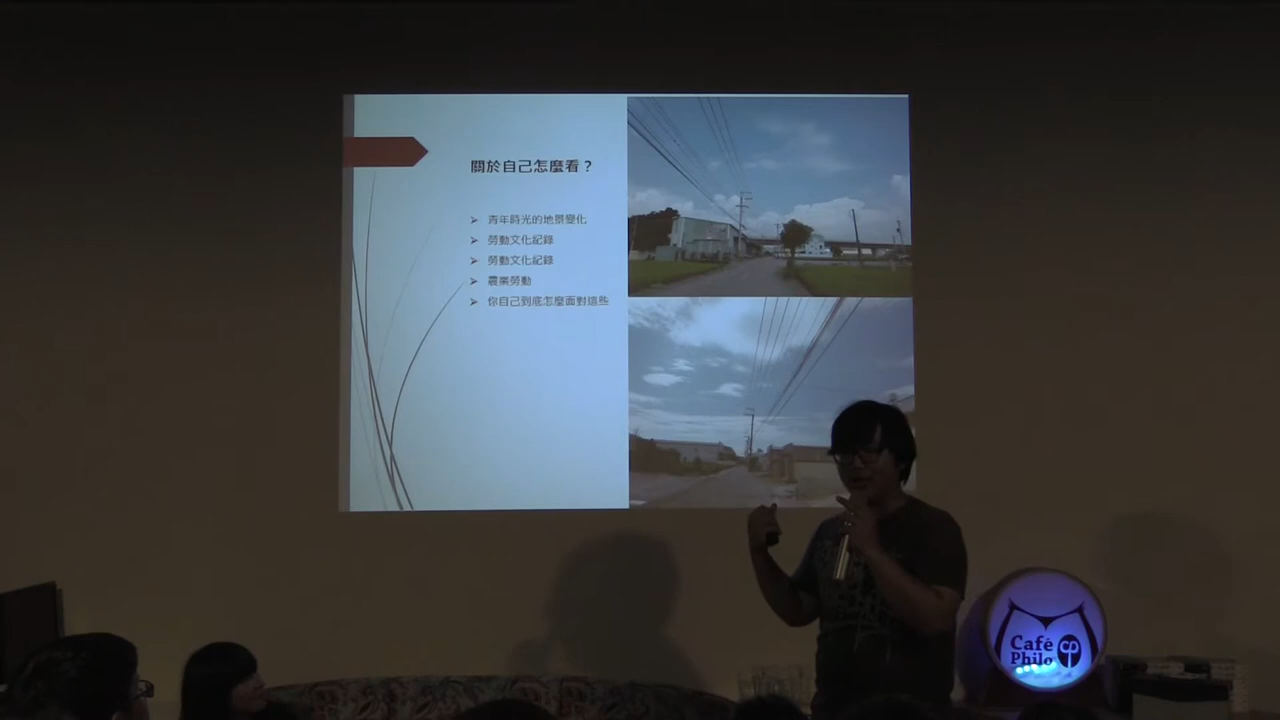 關於自己怎麼看？
青年時光的地景變化
勞動文化紀錄
勞動文化紀錄
農業勞動
你自己到底怎麼面對這些
Café
Philo